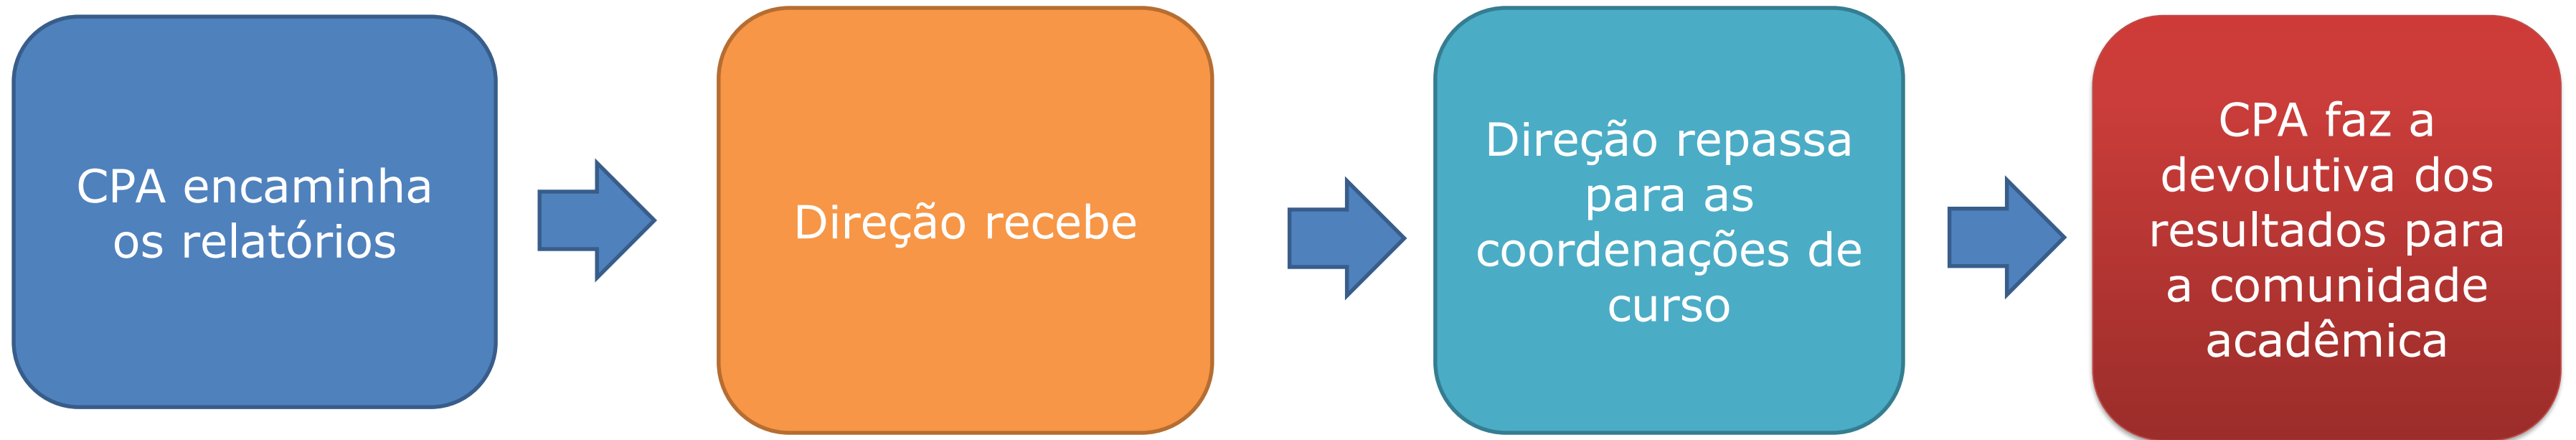 CPA encaminha
os relatórios
Direção recebe
Direção repassa
para as
coordenações de
curso
CPA faz a
devolutiva dos
resultados para
a comunidade
acadêmica